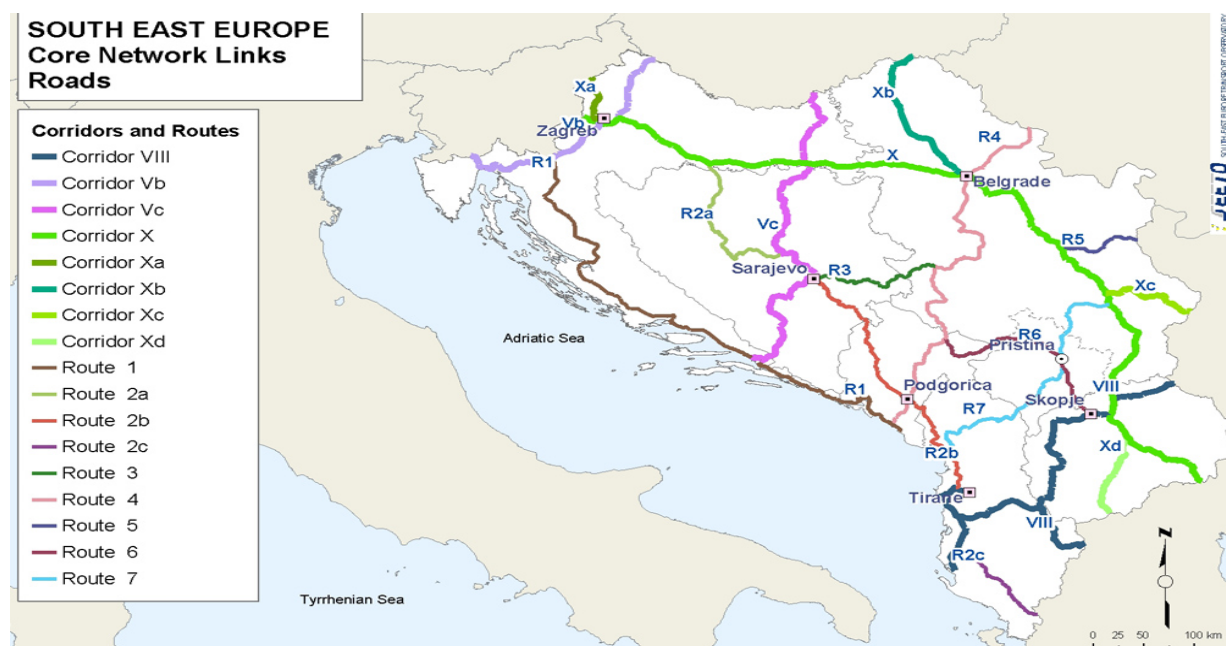 SOUTH EAST EUROPE
Core Network Links
Roads
Corridors and Routes
Corridor VIII
Corridor Vb
Corridor Vc
Corridor X
Corridor Xa
Corridor Xb
Corridor Xc
Corridor Xd
Route 1
Route 2a
Route 2b
Route 2c
Route 3
Route 4
Route 5
Route 6
Route 7
Xa
Xb
Vb
Zagreb
R4
R1
X
Belgrade
R2a
Vc
R5
Sarajevo
R3
Xc
Adriatic Sea
R6
Pristina
R1
Podgorica
VIII
R7
Skopje
R2b
Xd
Tirane
VIII
R2c
Tyrrhenian Sea
N
0 25 50 100 km
SEETO